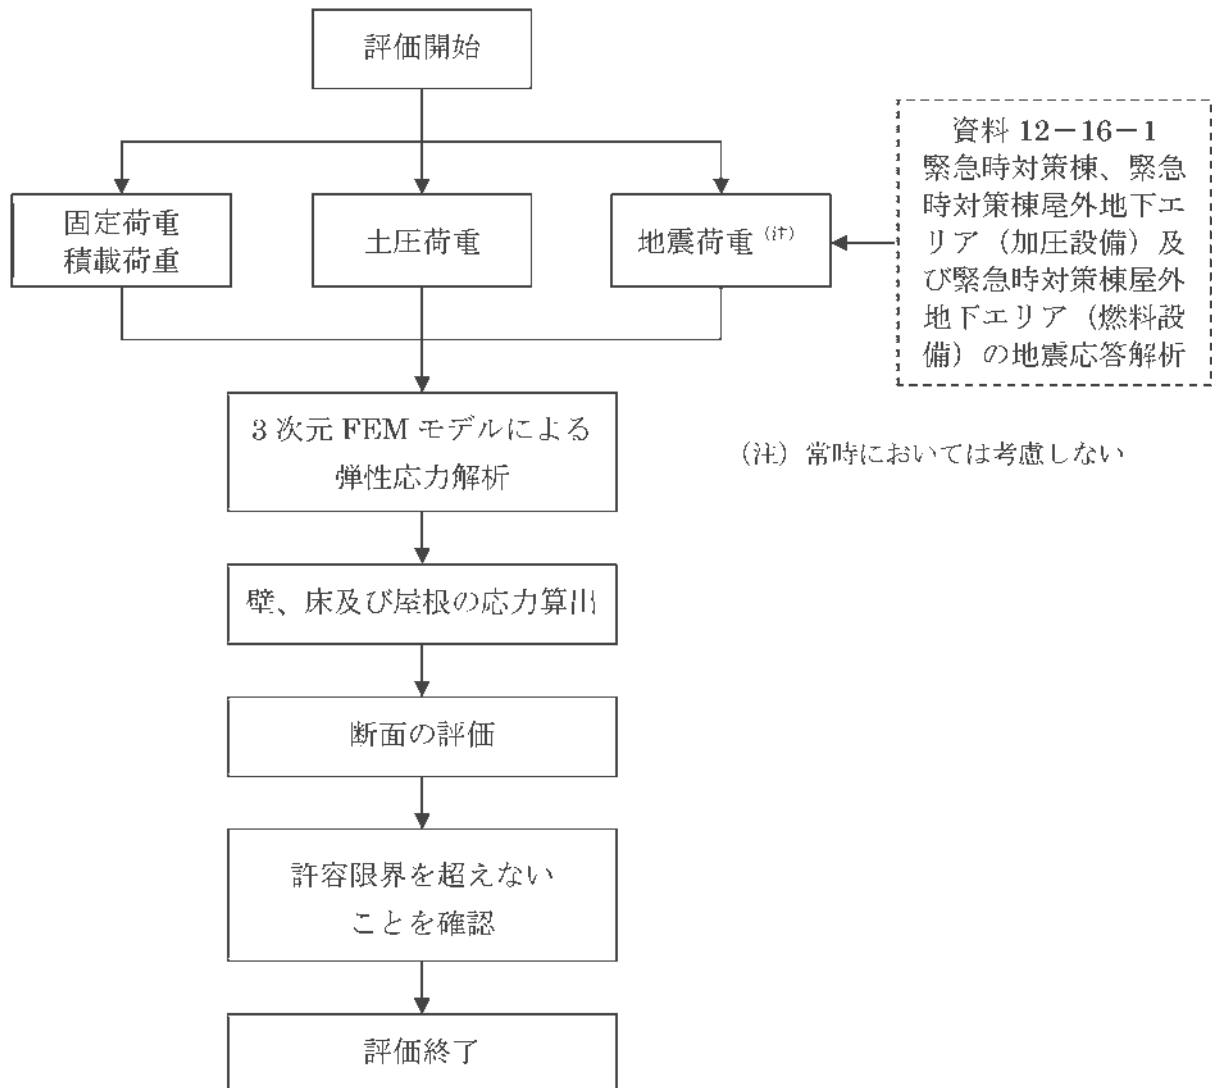 評価開始
固定荷重
積載荷重
土圧荷重
地震荷重（注）
資料 12－16－1
緊急時対策棟、緊急
時対策棟屋外地下エ
リア（加圧設備）及
び緊急時対策棟屋外
地下エリア（燃料設
備）の地震応答解析
3 次元 FEM モデルによる
弾性応力解析
（注）常時においては考慮しない
壁、床及び屋根の応力算出
断面の評価
許容限界を超えない
ことを確認
評価終了